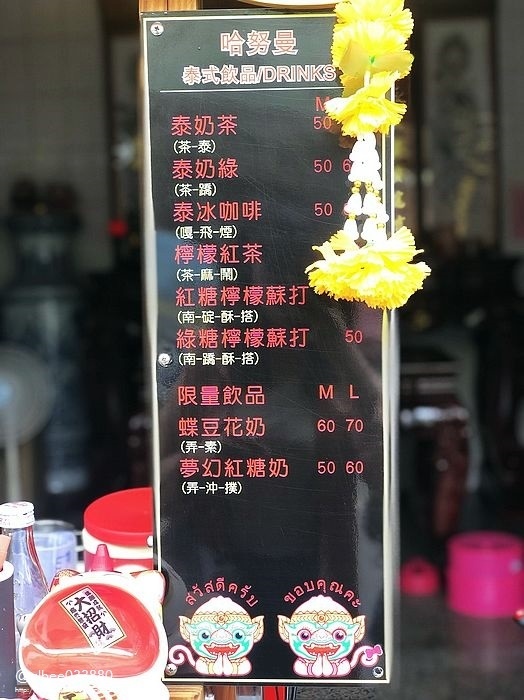 哈努曼
泰式飲品/DRINKS
M
泰奶茶 50
(茶-泰)
泰奶綠 50 6
(茶-蹻)
泰冰咖啡 50
(嘎-飛-煙)
檸檬紅茶
(茶-麻-鬧)
紅糖檸檬蘇打
(南-碇-酥-搭)
綠糖檸檬蘇打 50
(南-蹻-酥-搭)
限量飲品 M L
蝶豆花奶 60 70
(弄-素)
夢幻紅糖奶 50 60
(弄-沖-撲)
สวัสดีครับ ขอบคุณคะ
大招財